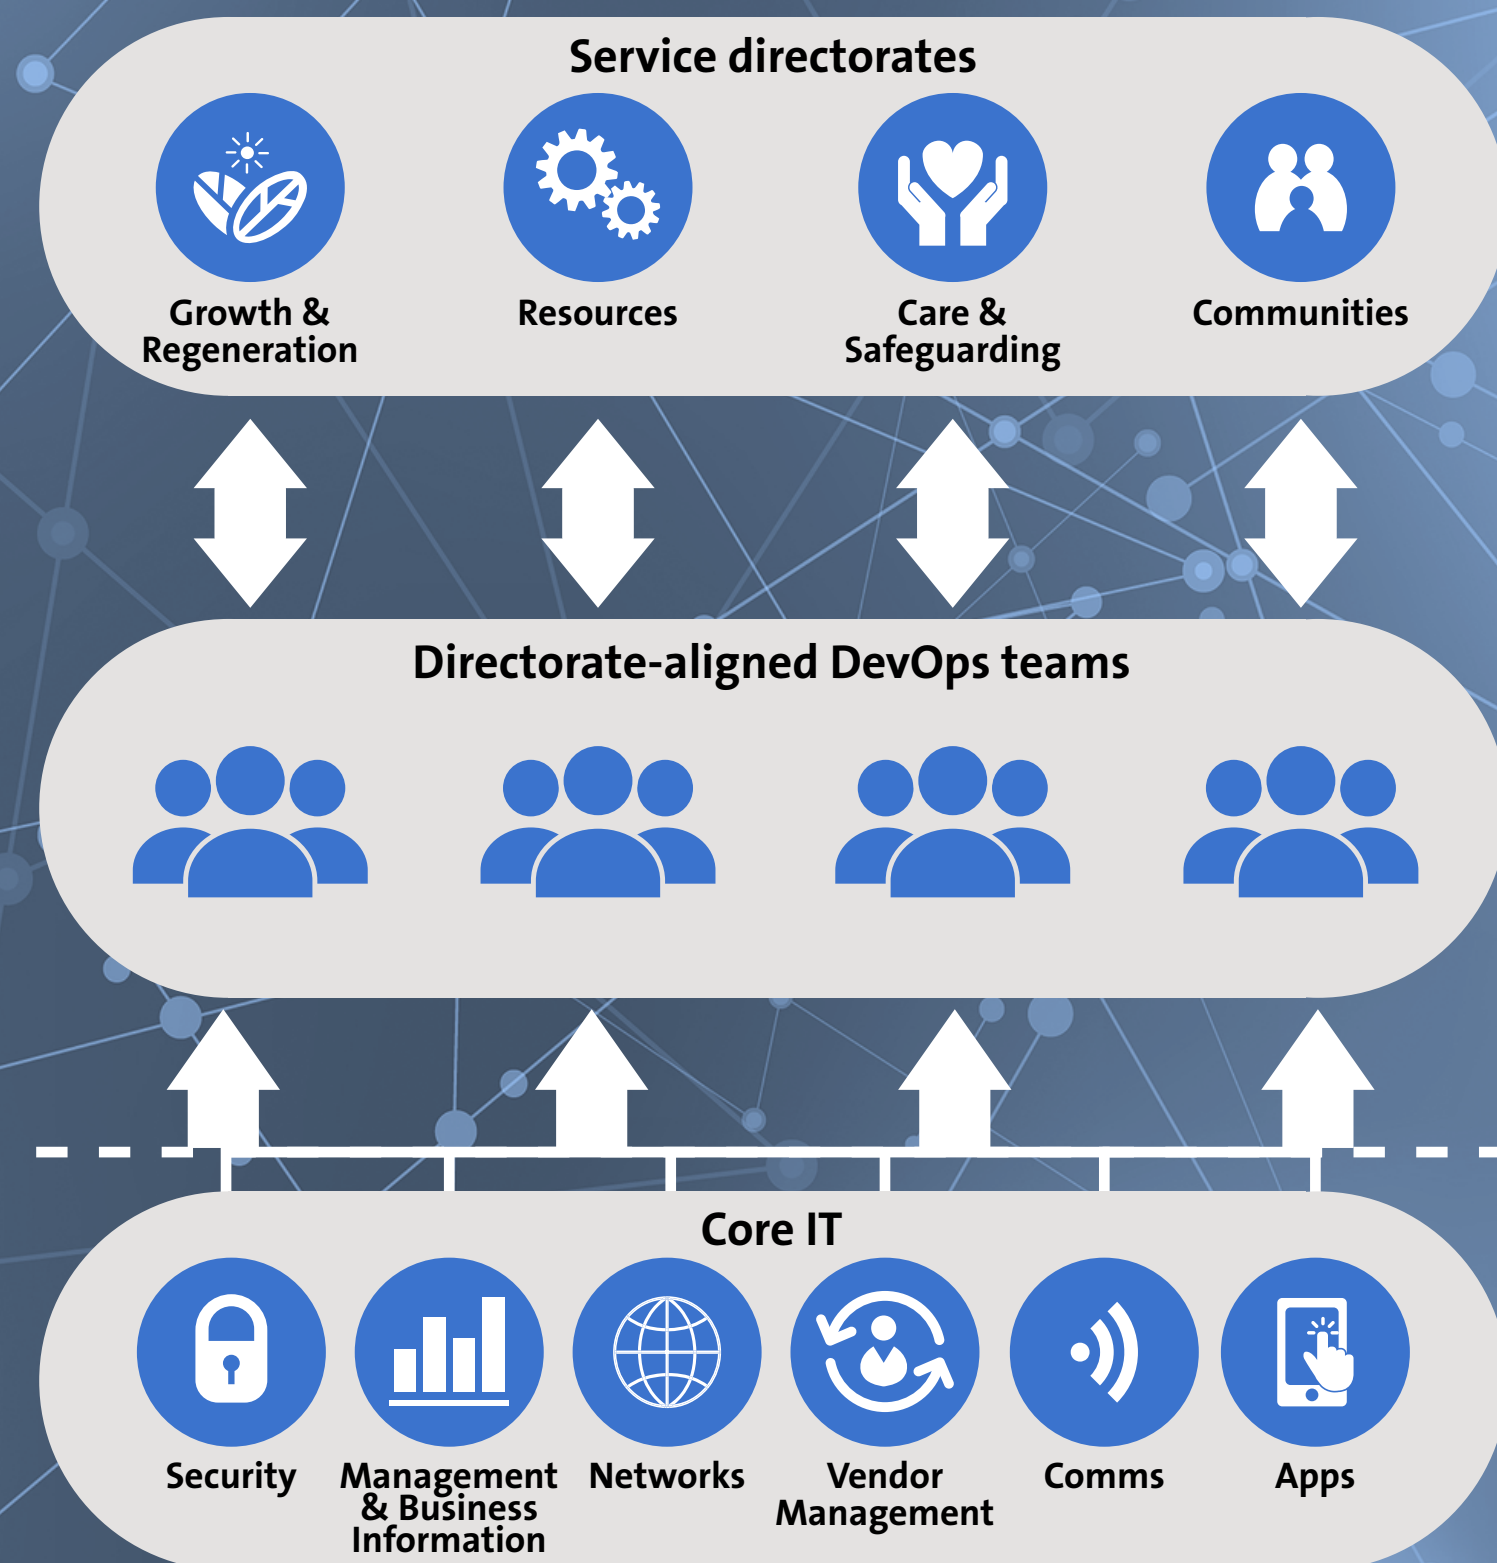 Service directorates
Growth &
Regeneration
Resources
Care &
Safeguarding
Communities
Directorate-aligned DevOps teams
Core IT
Security
Management
& Business
Information
Networks
Vendor
Management
Comms
Apps